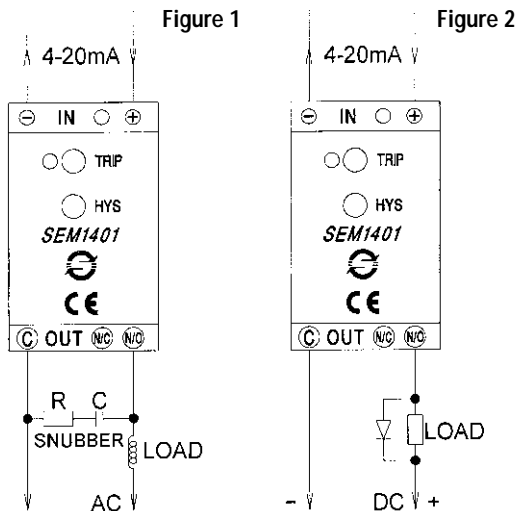 Figure 1
4-20mA
− IN +
TRIP
HYS
SEM1401
CE
C OUT N/C N/O
R C
SNUBBER
LOAD
AC
Figure 2
4-20mA
− IN +
TRIP
HYS
SEM1401
CE
C OUT N/C N/O
LOAD
- DC +